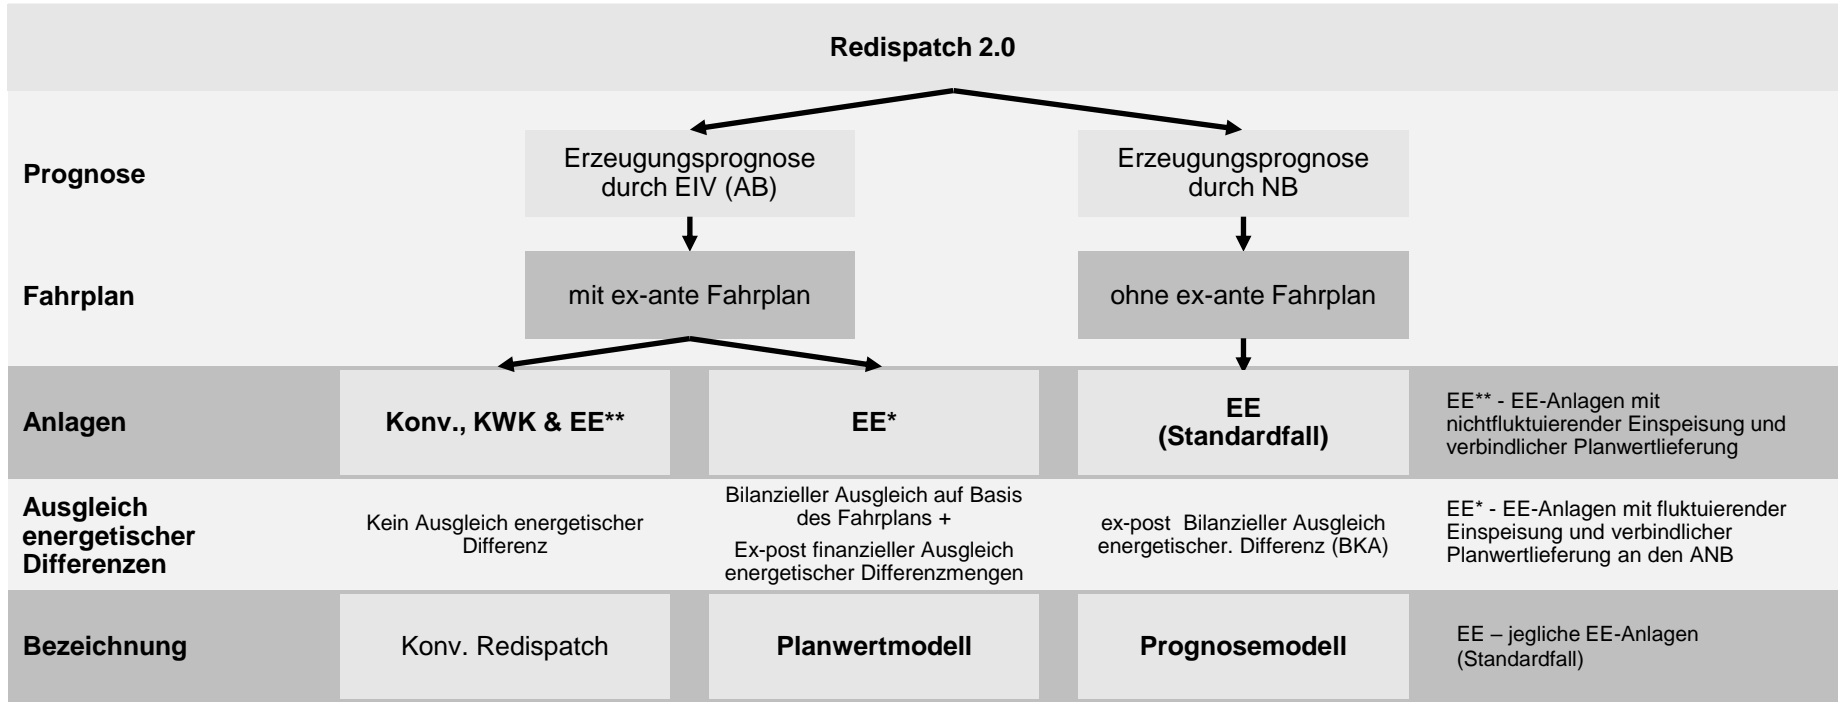 Redispatch 2.0
Prognose
Erzeugungsprognose
durch EIV (AB)
Erzeugungsprognose
durch NB
Fahrplan
mit ex-ante Fahrplan
ohne ex-ante Fahrplan
Anlagen
Konv., KWK & EE**
EE*
EE
(Standardfall)
EE** - EE-Anlagen mit
nichtfluktuierender Einspeisung und
verbindlicher Planwertlieferung
Ausgleich
energetischer
Differenzen
Kein Ausgleich energetischer
Differenz
Bilanzieller Ausgleich auf Basis
des Fahrplans +
Ex-post finanzieller Ausgleich
energetischer Differenzmengen
ex-post  Bilanzieller Ausgleich
energetischer. Differenz (BKA)
EE* - EE-Anlagen mit fluktuierender
Einspeisung und verbindlicher
Planwertlieferung an den ANB
Bezeichnung
Konv. Redispatch
Planwertmodell
Prognosemodell
EE – jegliche EE-Anlagen
(Standardfall)